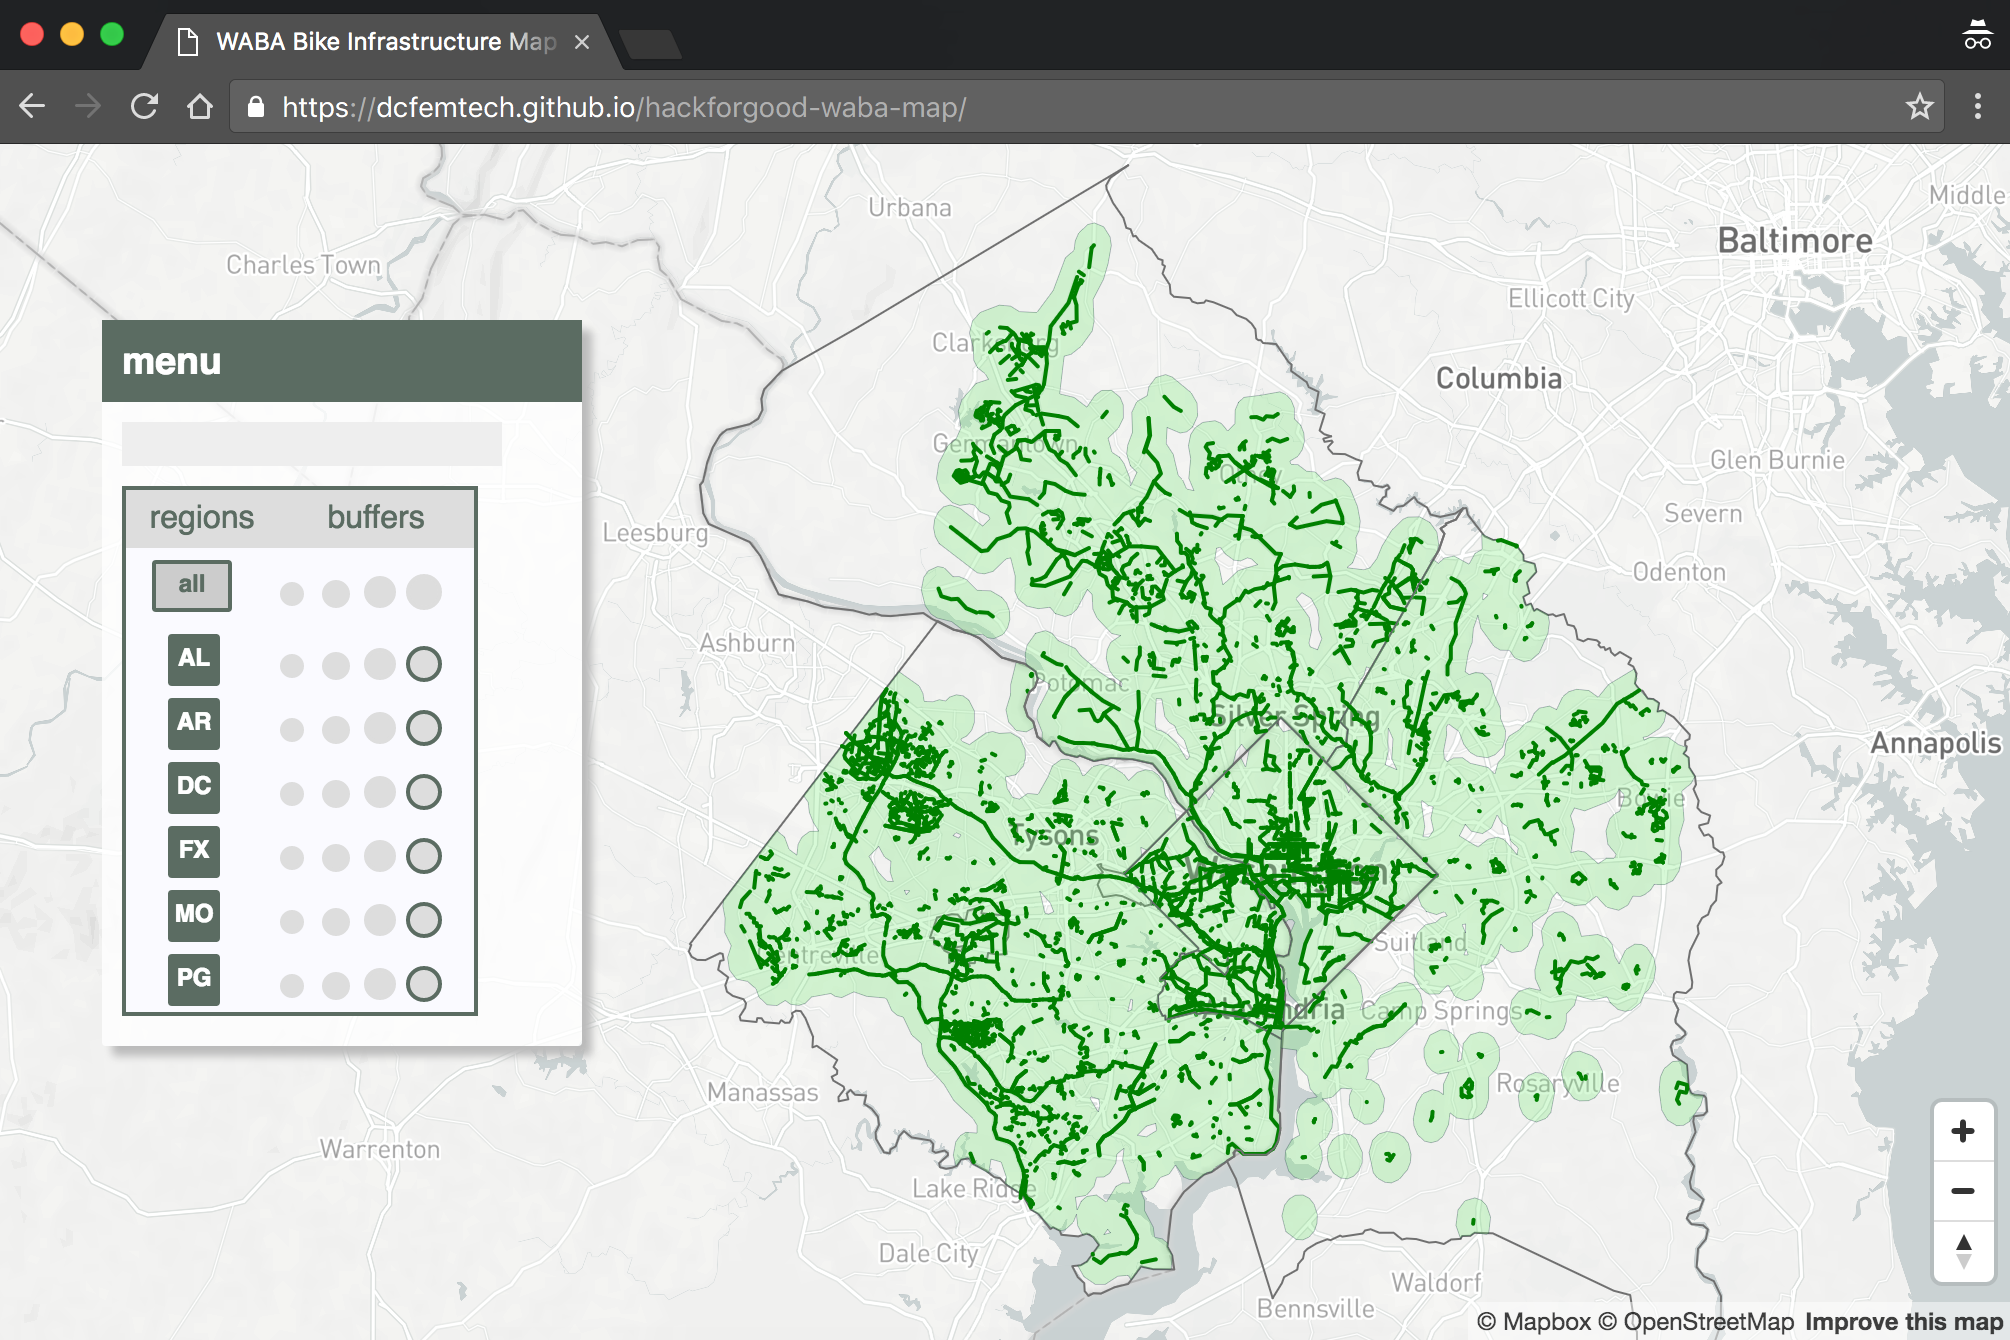 WABA Bike Infrastructure Map
https://dcfemtech.github.io/hackforgood-waba-map/
Urbana
Middle
Baltimore
Charles Town
Ellicott City
Clarksburg
menu
Columbia
Germantown
Glen Burnie
Olney
regions buffers
Leesburg
Severn
all
Odenton
Ashburn
AL
Potomac
Silver Spring
AR
Annapolis
DC
Bowie
Tysons
FX
Washington
MO
Suitland
Centreville
PG
Alexandria
Camp Springs
Manassas
Rosaryville
Warrenton
Lake Ridge
Dale City
Waldorf
Bennsville
© Mapbox © OpenStreetMap Improve this map